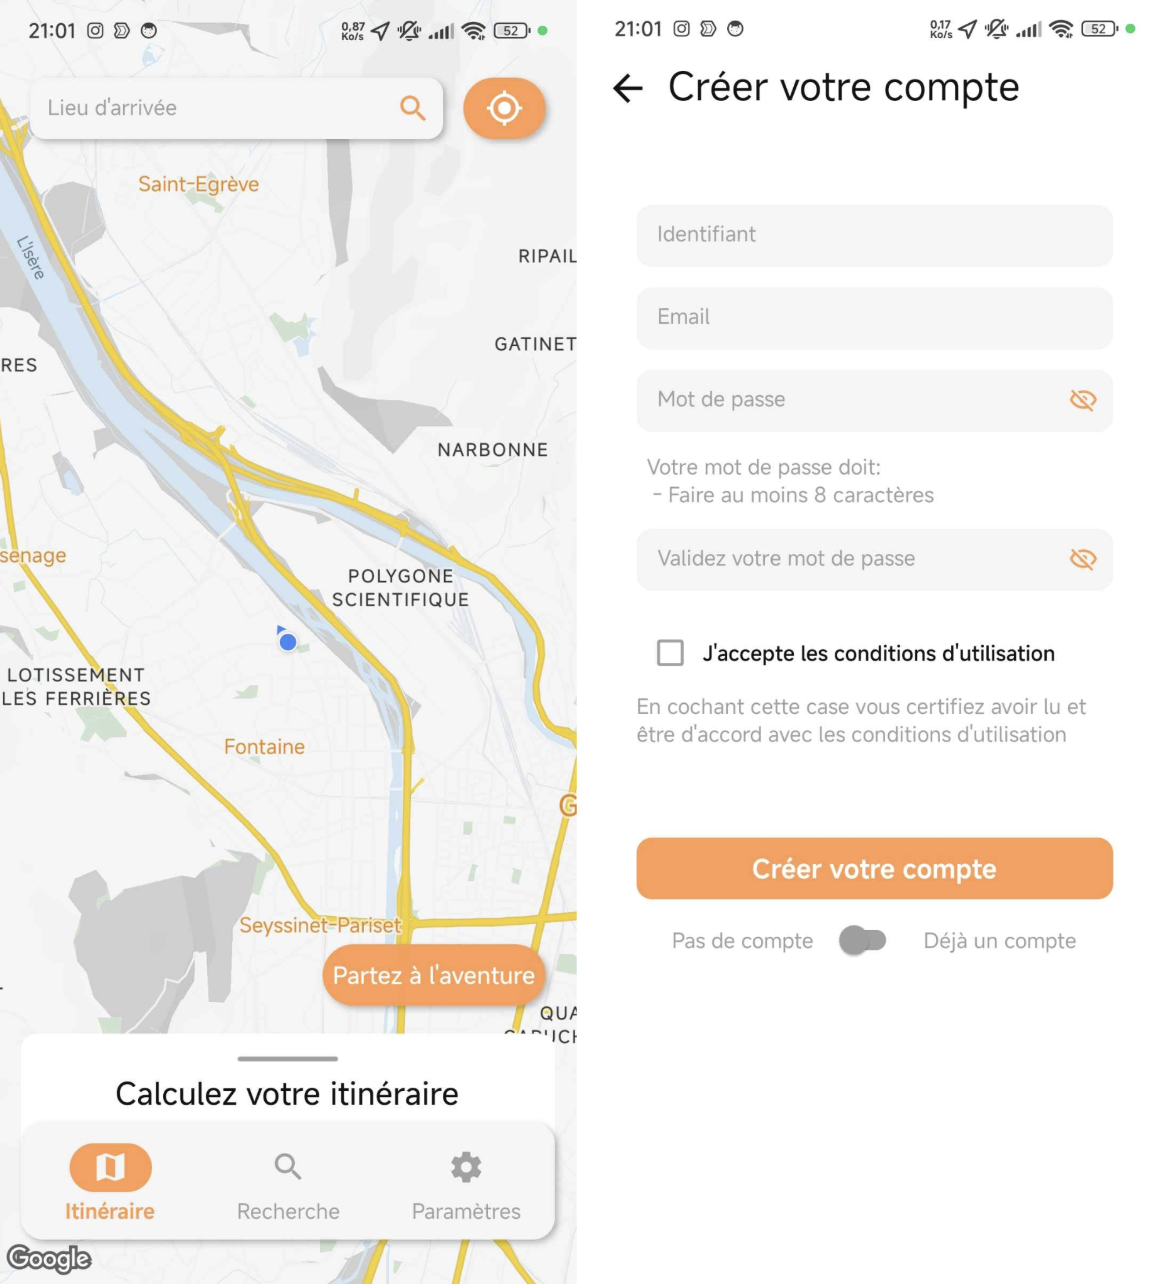 21:01
0,87
Ko/s
52
Lieu d'arrivée
Saint-Egrève
L'Isère
RIPAIL
GATINET
RES
NARBONNE
senage
POLYGONE
SCIENTIFIQUE
LOTISSEMENT
LES FERRIÈRES
Fontaine
G
Seyssinet-Pariset
Partez à l'aventure
QUA
CAPUCH
Calculez votre itinéraire
Itinéraire
Recherche
Paramètres
Google
21:01
0,17
Ko/s
52
Créer votre compte
Identifiant
Email
Mot de passe
Votre mot de passe doit:
- Faire au moins 8 caractères
Validez votre mot de passe
J'accepte les conditions d'utilisation
En cochant cette case vous certifiez avoir lu et
être d'accord avec les conditions d'utilisation
Créer votre compte
Pas de compte
Déjà un compte